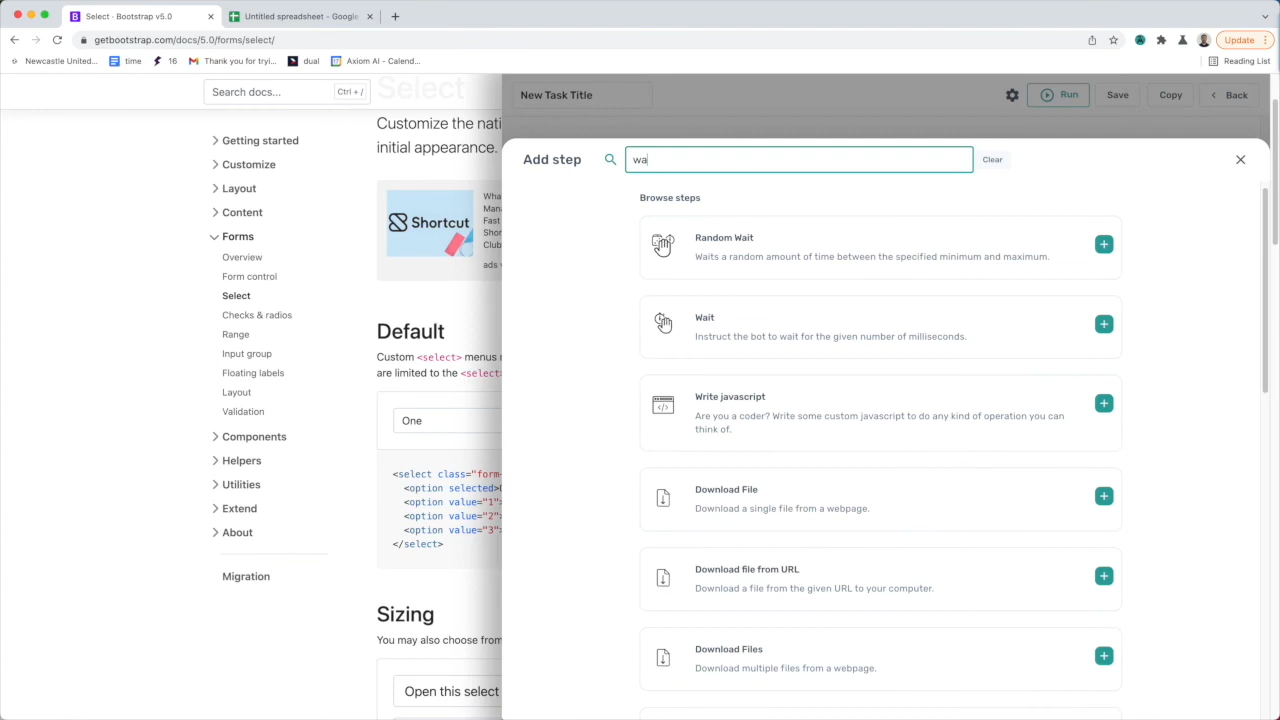 Select · Bootstrap v5.0
Untitled spreadsheet - Google
getbootstrap.com/docs/5.0/forms/select/
Update
Newcastle United...
time
16
Thank you for tryi...
dual
Axiom AI - Calend...
Reading List
Search docs...
Ctrl + /
Getting started
Customize
Layout
Content
Forms
Overview
Form control
Select
Checks & radios
Range
Input group
Floating labels
Layout
Validation
Components
Helpers
Utilities
Extend
About
Migration
Select
Customize the nati
initial appearance.
Shortcut
Wha
Mana
Fast
Shor
Club
ads v
Default
Custom <select> menus
are limited to the <select>
One
<select class="form-
<option selected>
<option value="1">
<option value="2">
<option value="3">
</select>
Sizing
You may also choose from
Open this select
New Task Title
Run
Save
Copy
Back
Add step
wa
Clear
Browse steps
Random Wait
Waits a random amount of time between the specified minimum and maximum.
Wait
Instruct the bot to wait for the given number of milliseconds.
Write javascript
Are you a coder? Write some custom javascript to do any kind of operation you can
think of.
Download File
Download a single file from a webpage.
Download file from URL
Download a file from the given URL to your computer.
Download Files
Download multiple files from a webpage.